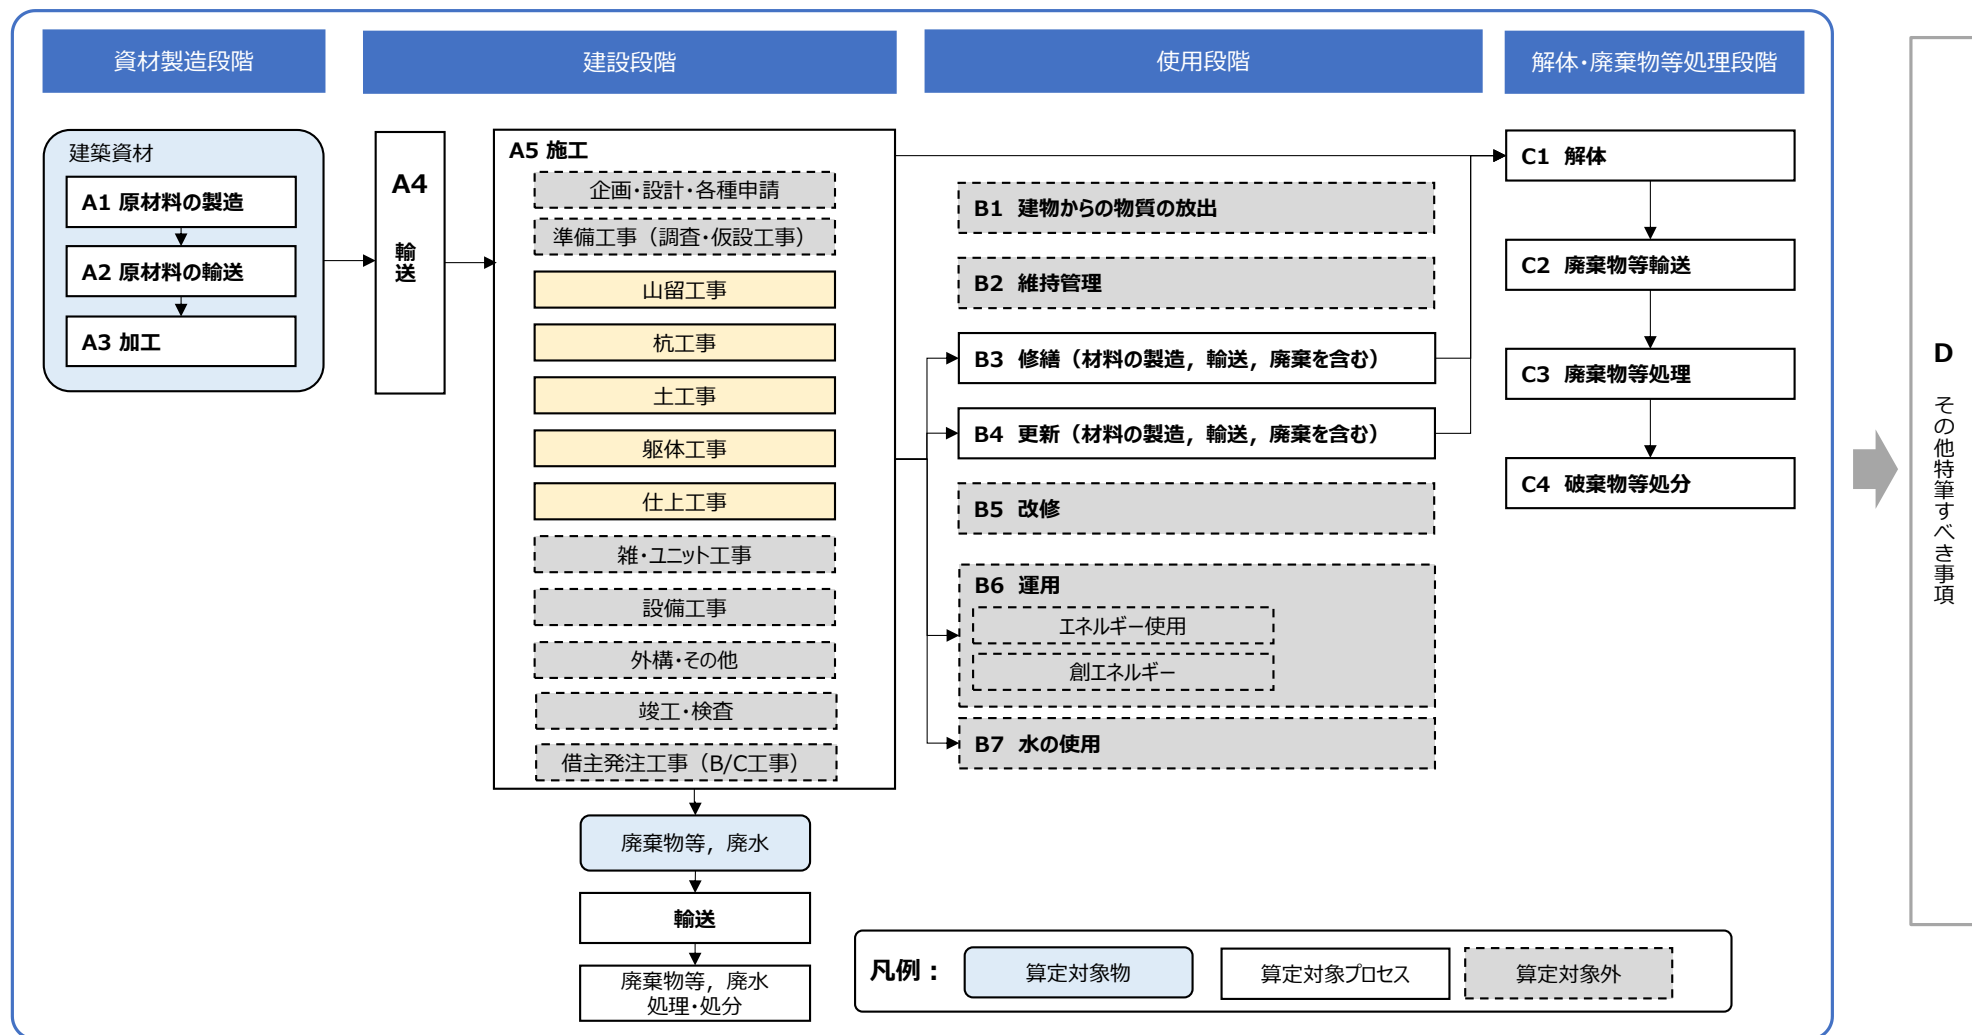 資材製造段階
建設段階
使用段階
解体・廃棄物等処理段階
建築資材
A1 原材料の製造
A2 原材料の輸送
A3 加工
A4
輸送
A5 施工
企画・設計・各種申請
準備工事（調査・仮設工事）
山留工事
杭工事
土工事
躯体工事
仕上工事
雑・ユニット工事
設備工事
外構・その他
竣工・検査
借主発注工事（B/C工事）
廃棄物等，廃水
輸送
廃棄物等，廃水
処理・処分
B1 建物からの物質の放出
B2 維持管理
B3 修繕（材料の製造，輸送，廃棄を含む）
B4 更新（材料の製造，輸送，廃棄を含む）
B5 改修
B6 運用
エネルギー使用
創エネルギー
B7 水の使用
C1 解体
C2 廃棄物等輸送
C3 廃棄物等処理
C4 破棄物等処分
D
その他特筆すべき事項
凡例：
算定対象物
算定対象プロセス
算定対象外